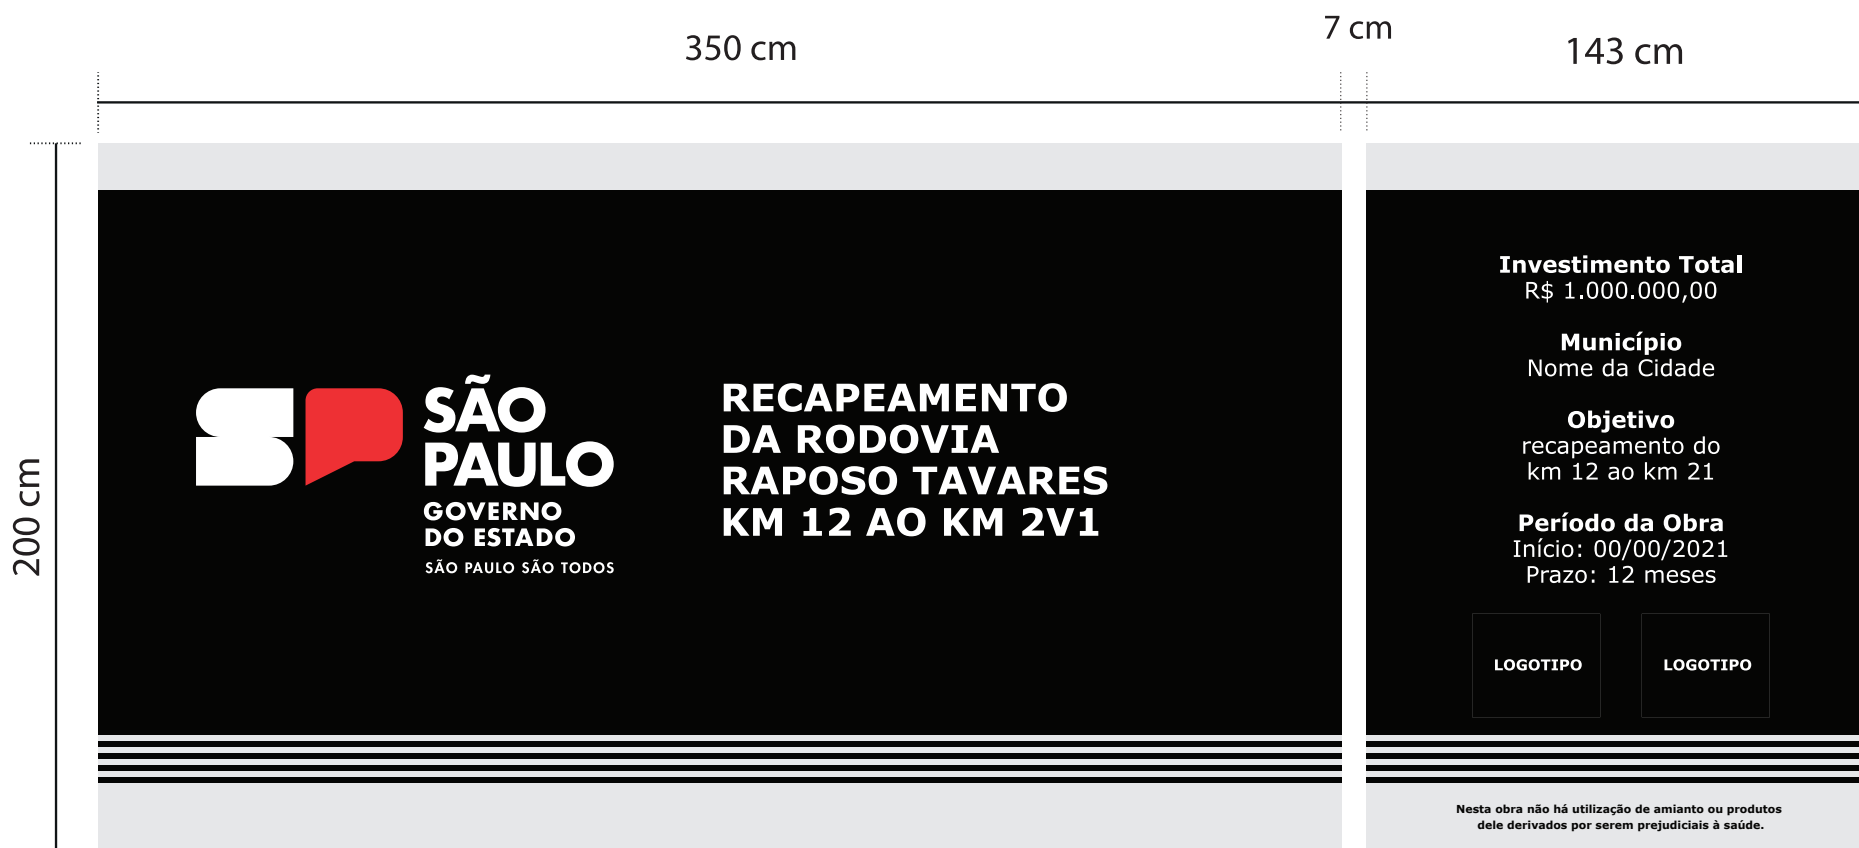 350 cm
7 cm
143 cm
200 cm
SÃO
PAULO
GOVERNO
DO ESTADO
SÃO PAULO SÃO TODOS
RECAPEAMENTO
DA RODOVIA
RAPOSO TAVARES
KM 12 AO KM 2V1
Investimento Total
R$ 1.000.000,00
Município
Nome da Cidade
Objetivo
recapeamento do
km 12 ao km 21
Período da Obra
Início: 00/00/2021
Prazo: 12 meses
LOGOTIPO
LOGOTIPO
Nesta obra não há utilização de amianto ou produtos
dele derivados por serem prejudiciais à saúde.